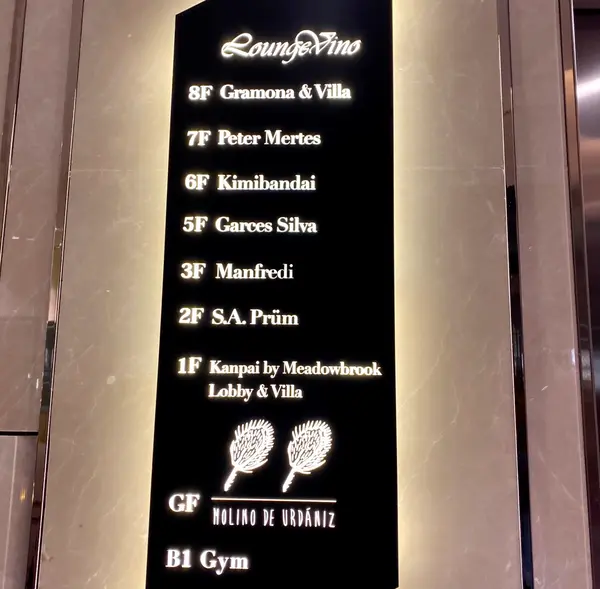 LoungeVino
8F Gramona & Villa
7F Peter Mertes
6F Kimibandai
5F Garces Silva
3F Manfredi
2F S.A. Prüm
1F Kanpai by Meadowbrook
Lobby & Villa
GF MOLINO DE URDÁNIZ
B1 Gym